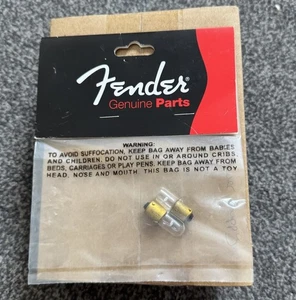 Fender
Genuine Parts
WARNING:
TO AVOID SUFFOCATION, KEEP BAG AWAY FROM BABIES
AND CHILDREN. DO NOT USE IN OR AROUND CRIBS
BEDS, CARRIAGES OR PLAY PENS. KEEP BAG AWAY FROM
HEAD, NOSE AND MOUTH. THIS BAG IS NOT A TOY